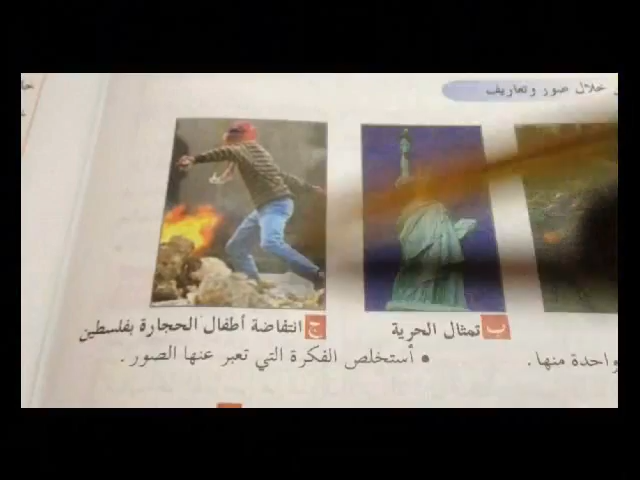 خلال صور وتعاريف
ب تمثال الحرية
ج انتفاضة أطفال الحجارة بفلسطين
واحدة منها.
• أستخلص الفكرة التي تعبر عنها الصور.